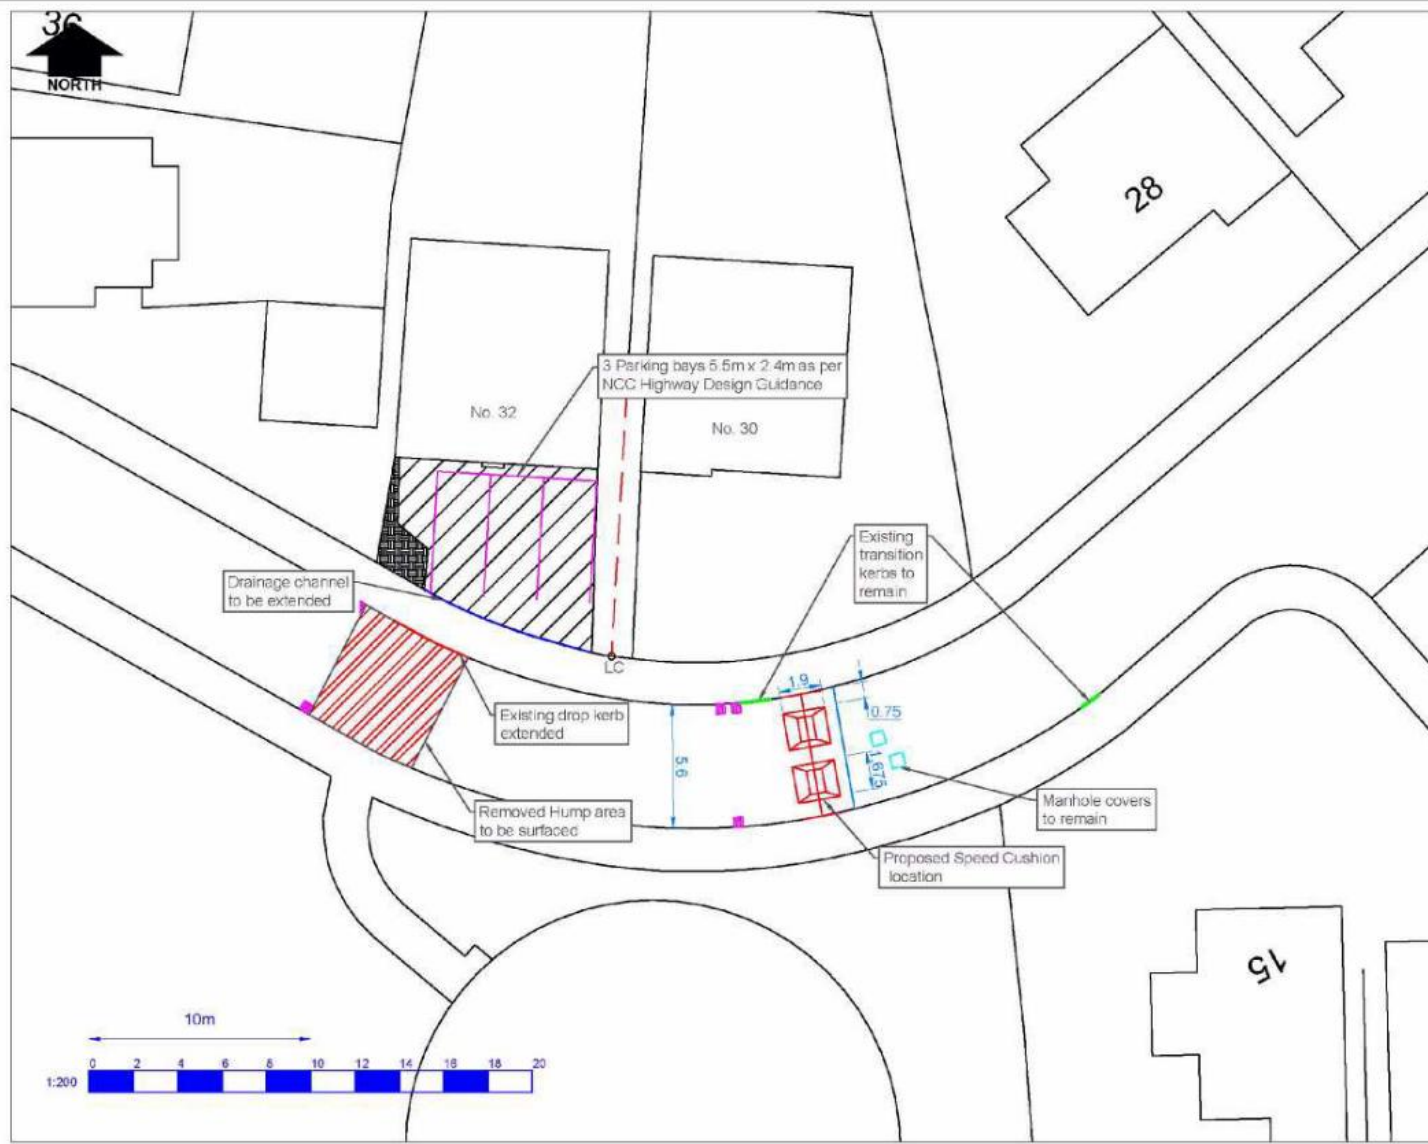 36
NORTH
28
3 Parking bays 5.5m x 2.4m as per
NCC Highway Design Guidance
No. 32
No. 30
Existing
transition
kerbs to
remain
Drainage channel
to be extended
LC
1.9
0.75
Existing drop kerb
extended
5.6
1.675
Manhole covers
to remain
Removed Hump area
to be surfaced
Proposed Speed Cushion
location
15
10m
0 2 4 6 8 10 12 14 16 18 20
1:200